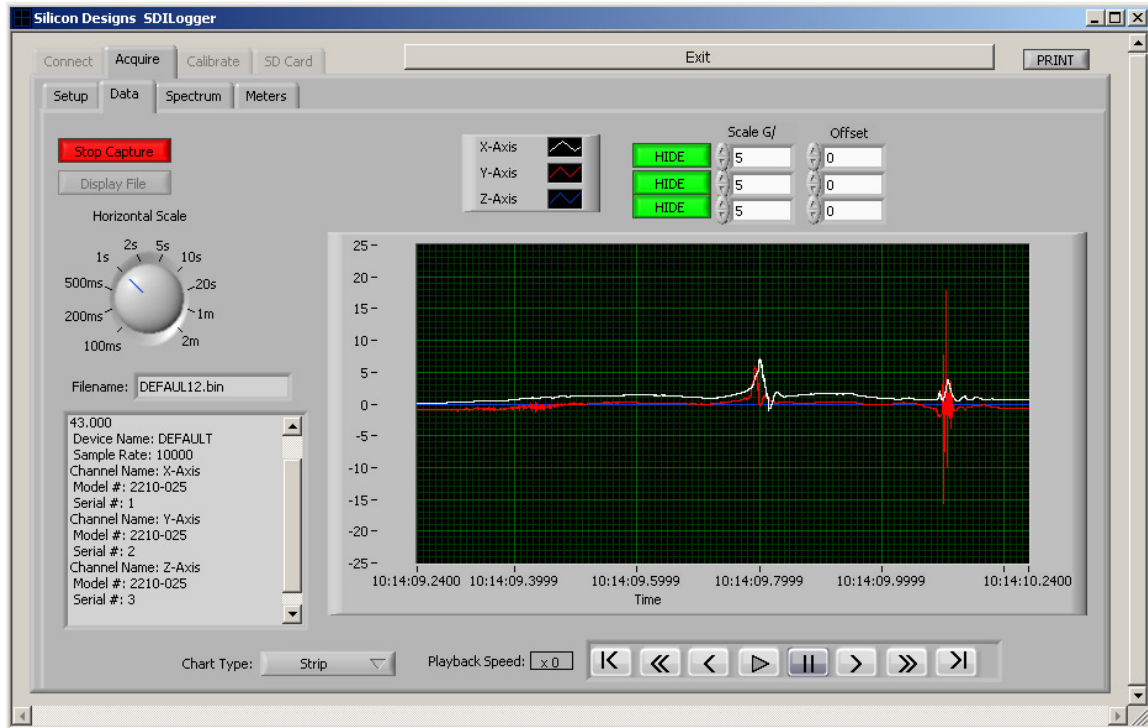 Silicon Designs SDILogger
Connect Acquire Calibrate SD Card Exit PRINT
Setup Data Spectrum Meters
Stop Capture
Display File
X-Axis
Y-Axis
Z-Axis
Scale G/ Offset
HIDE 5 0
HIDE 5 0
HIDE 5 0
Horizontal Scale
2s 5s
1s 10s
500ms 20s
200ms 1m
100ms 2m
Filename: DEFAUL12.bin
43.000
Device Name: DEFAULT
Sample Rate: 10000
Channel Name: X-Axis
Model #: 2210-025
Serial #: 1
Channel Name: Y-Axis
Model #: 2210-025
Serial #: 2
Channel Name: Z-Axis
Model #: 2210-025
Serial #: 3
25
20
15
10
5
0
-5
-10
-15
-20
-25
10:14:09.2400 10:14:09.3999 10:14:09.5999 10:14:09.7999 10:14:09.9999 10:14:10.2400
Time
Chart Type: Strip Playback Speed: x 0